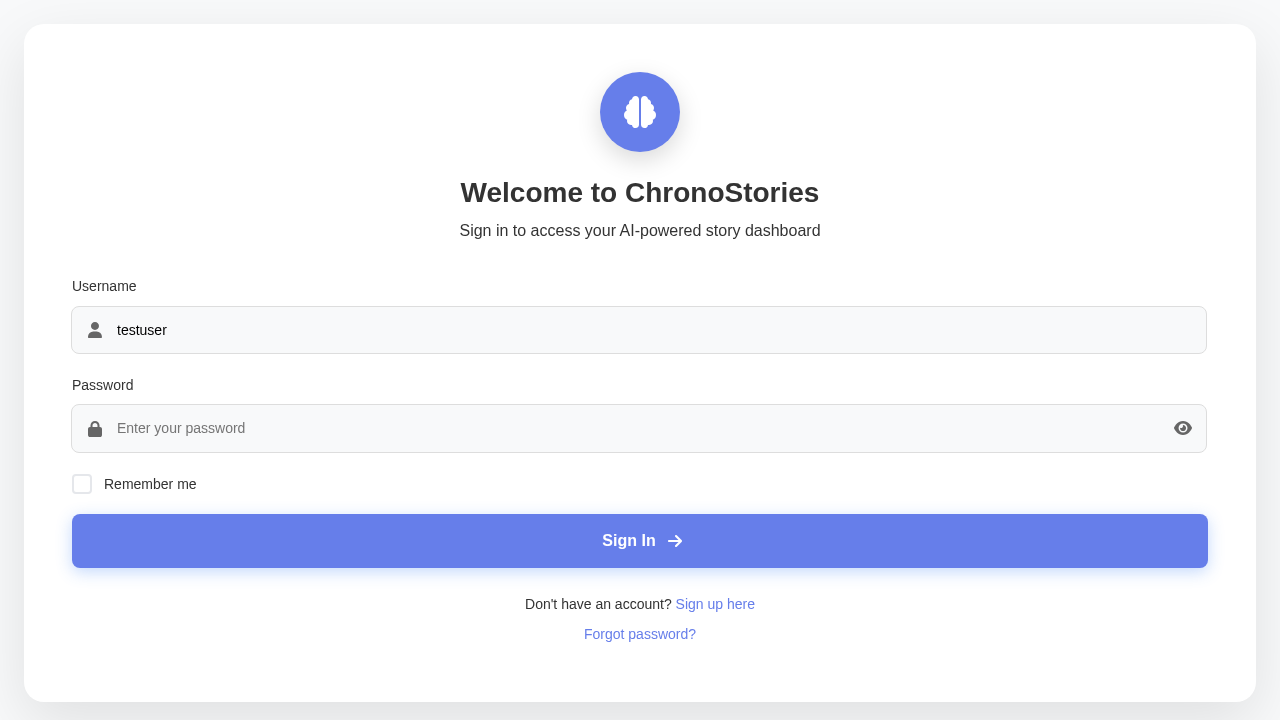 Welcome to ChronoStories
Sign in to access your AI-powered story dashboard
Username
testuser
Password
Enter your password
Remember me
Sign In
Don't have an account? Sign up here
Forgot password?